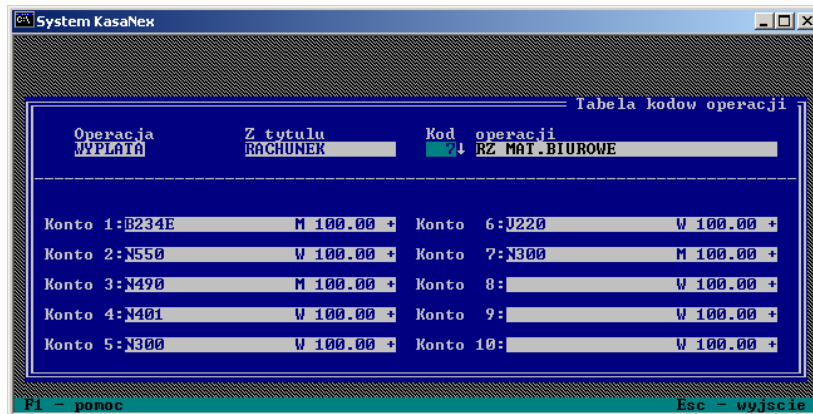 System KasaNex
Tabela kodow operacji
Operacja Z tytulu Kod operacji
WYPLATA RACHUNEK ?↓ RZ MAT.BIUROWE
Konto 1:B234E M 100.00 + Konto 6:U220 W 100.00 +
Konto 2:N550 W 100.00 + Konto 7:N300 M 100.00 +
Konto 3:N490 M 100.00 + Konto 8: W 100.00 +
Konto 4:N401 W 100.00 + Konto 9: W 100.00 +
Konto 5:N300 W 100.00 + Konto 10: W 100.00 +
F1 - pomoc Esc - wyjscie